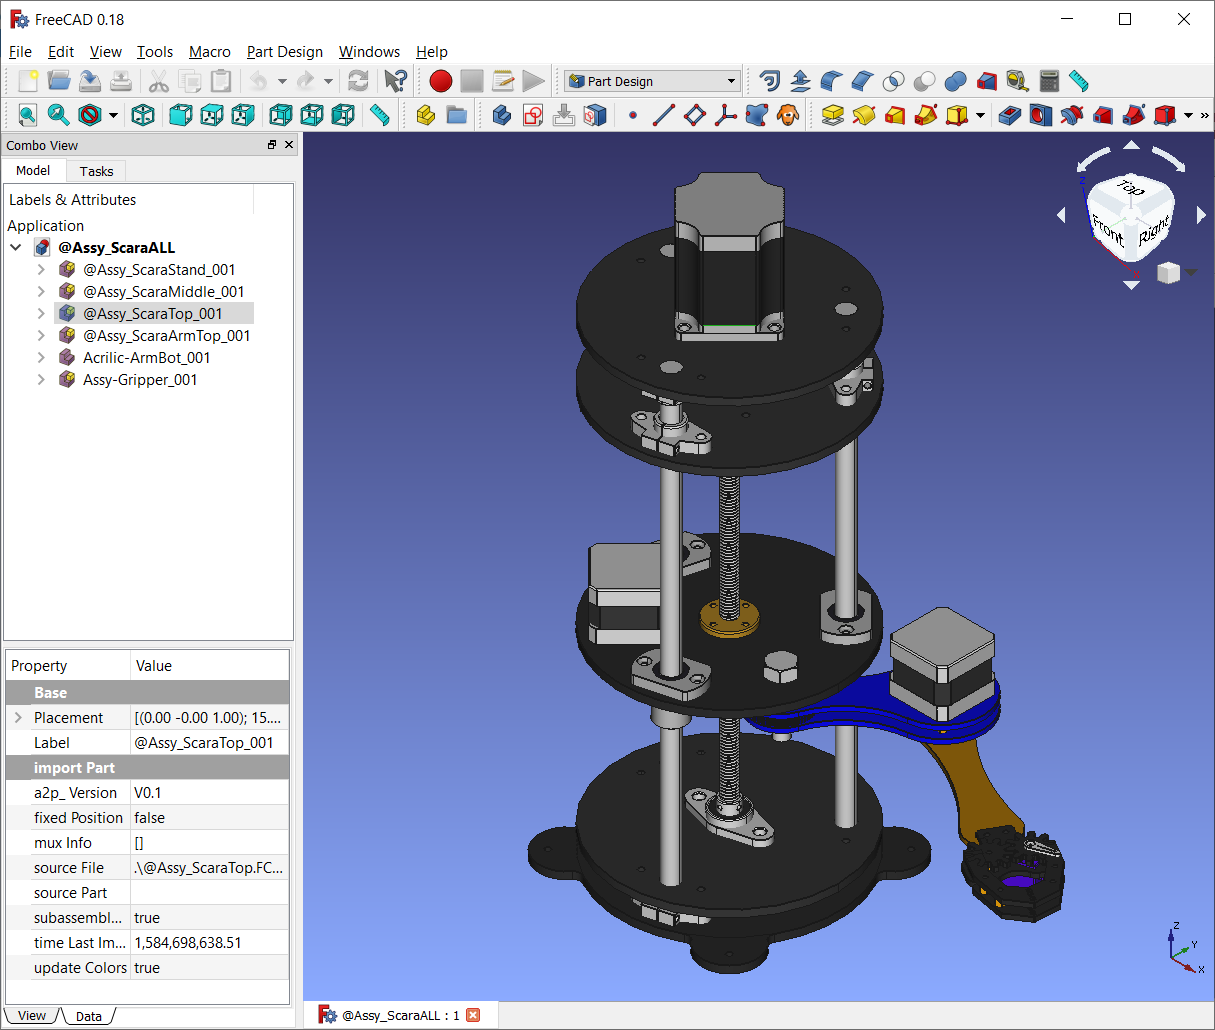 FreeCAD 0.18
File Edit View Tools Macro Part Design Windows Help
Part Design
»
Combo View
Model Tasks
Labels & Attributes
Application
@Assy_ScaraALL
@Assy_ScaraStand_001
@Assy_ScaraMiddle_001
@Assy_ScaraTop_001
@Assy_ScaraArmTop_001
Acrilic-ArmBot_001
Assy-Gripper_001
Top
Front
Right
Z
X
Property Value
Base
Placement [(0.00 -0.00 1.00); 15....
Label @Assy_ScaraTop_001
import Part
a2p_ Version V0.1
fixed Position false
mux Info []
source File .\@Assy_ScaraTop.FC...
source Part
subassembl... true
time Last Im... 1,584,698,638.51
update Colors true
Z
Y
X
View Data
@Assy_ScaraALL : 1